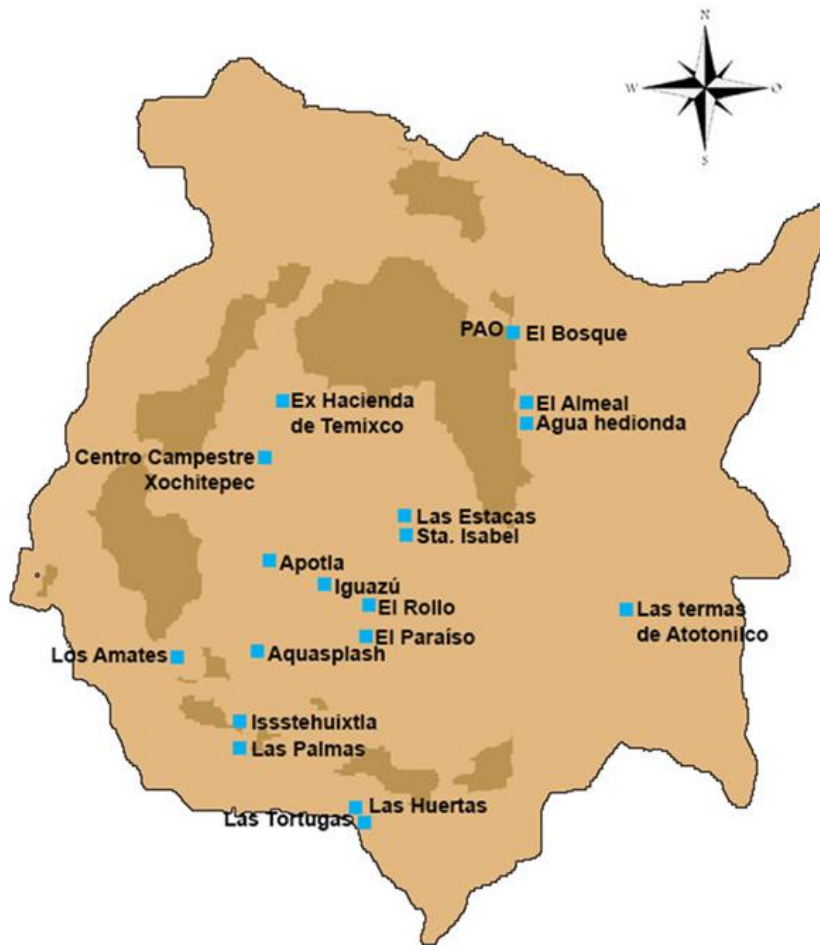 N
W
O
S
PAO
El Bosque
Ex Hacienda
de Temixco
El Almeal
Agua hedionda
Centro Campestre
Xochitepec
Las Estacas
Sta. Isabel
Apotla
Iguazú
El Rollo
Las termas
de Atotonilco
El Paraíso
Los Amates
Aquasplash
Issstehuixtla
Las Palmas
Las Huertas
Las Tortugas